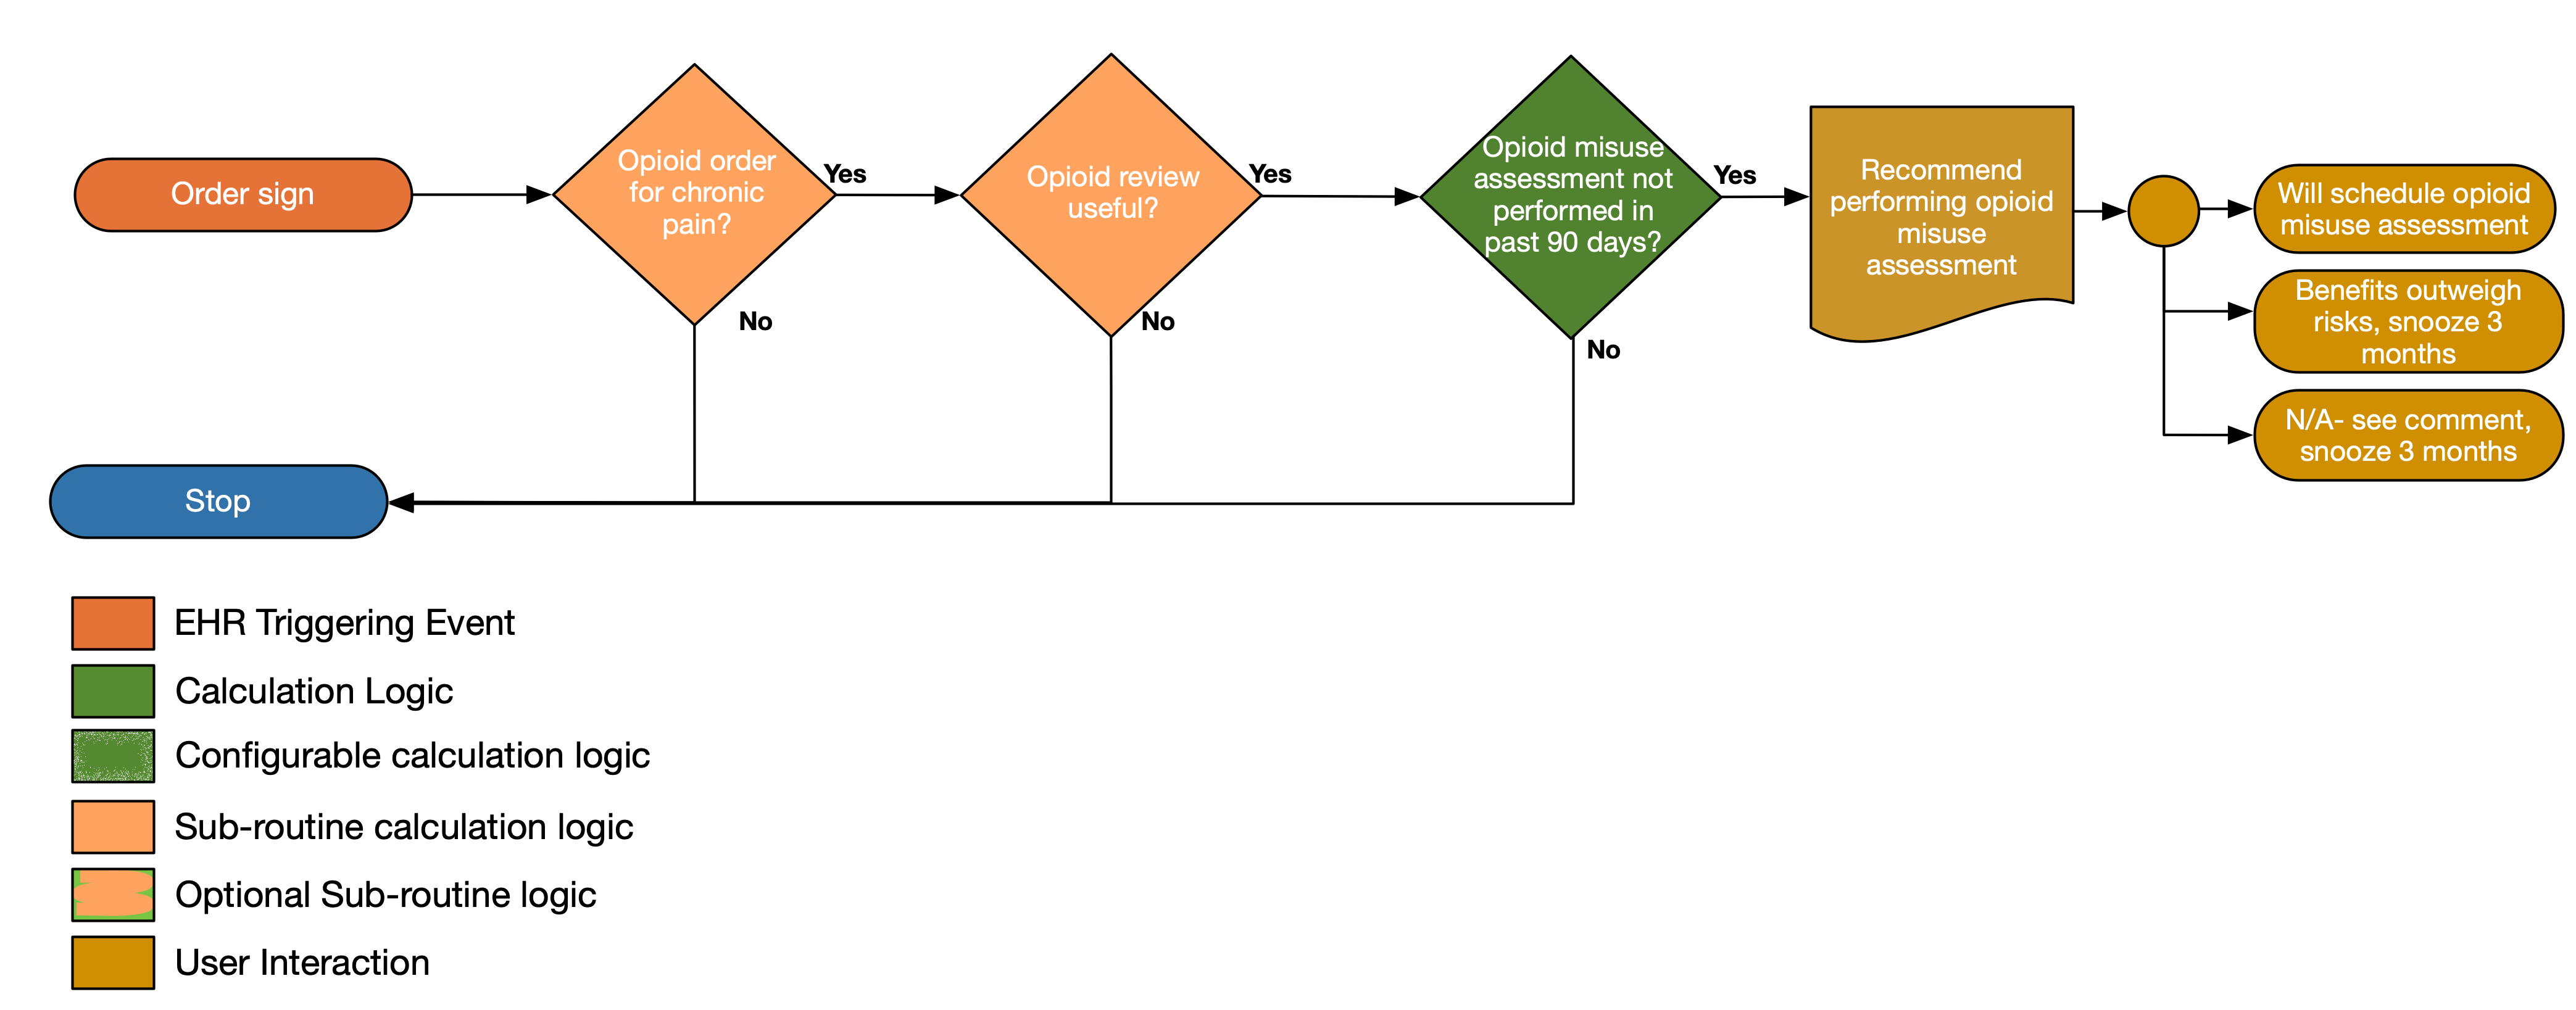 Order sign
Opioid order
for chronic
pain?
Yes
No
Opioid review
useful?
Yes
No
Opioid misuse
assessment not
performed in
past 90 days?
Yes
No
Recommend
performing opioid
misuse
assessment
Will schedule opioid
misuse assessment
Benefits outweigh
risks, snooze 3
months
N/A- see comment,
snooze 3 months
Stop
EHR Triggering Event
Calculation Logic
Configurable calculation logic
Sub-routine calculation logic
Optional Sub-routine logic
User Interaction